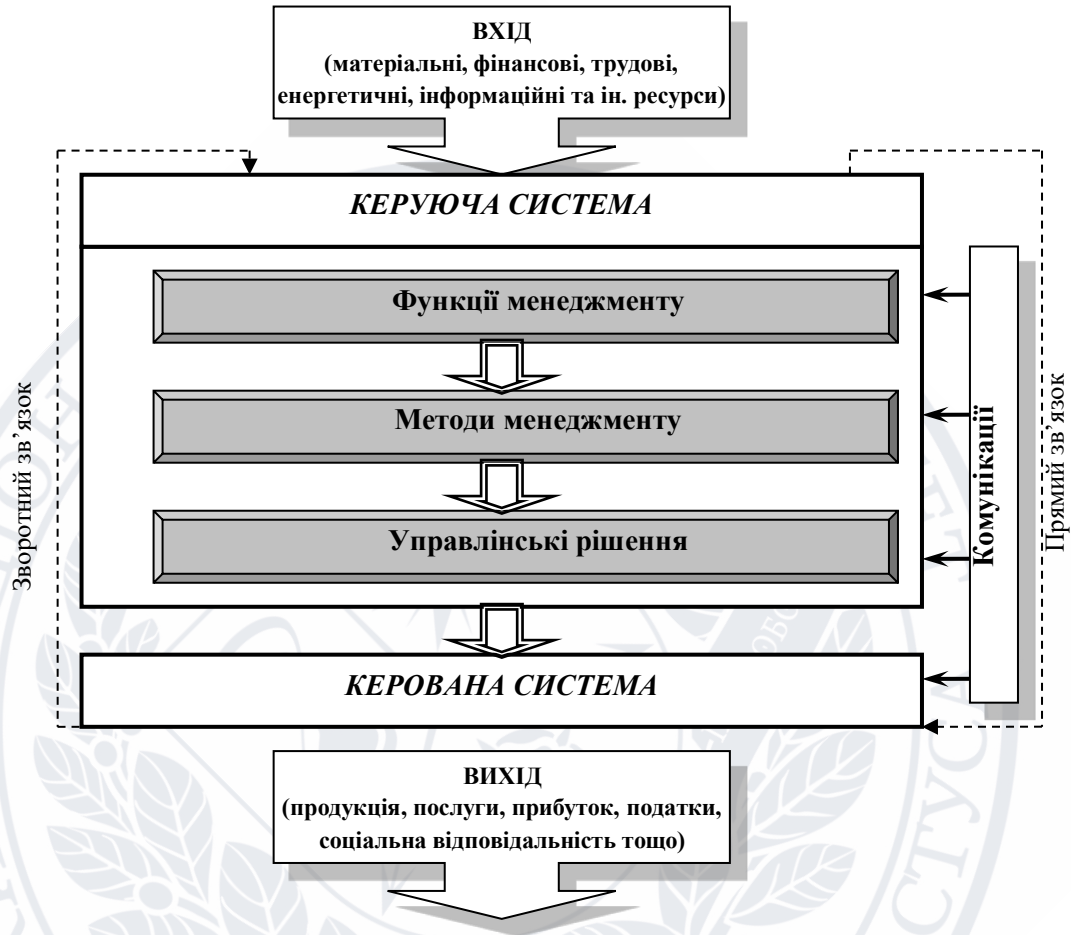 ВХІД
(матеріальні, фінансові, трудові,
енергетичні, інформаційні та ін. ресурси)
КЕРУЮЧА СИСТЕМА
Функції менеджменту
Методи менеджменту
Управлінські рішення
КЕРОВАНА СИСТЕМА
Зворотний зв’язок
Комунікації
Прямий зв’язок
ВИХІД
(продукція, послуги, прибуток, податки,
соціальна відповідальність тощо)
СТУСА